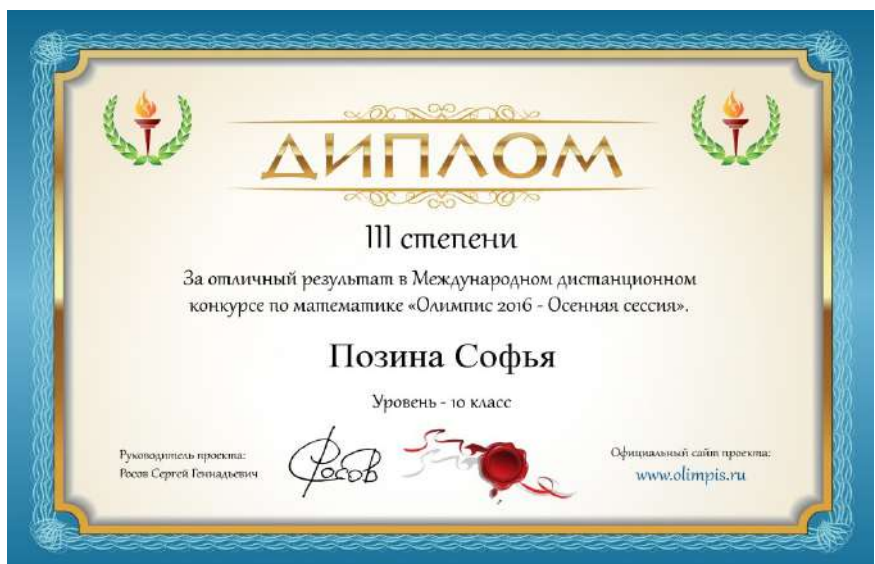 ДИПЛОМ
III степени
За отличный результат в Международном дистанционном
конкурсе по математике «Олимпис 2016 - Осенняя сессия».
Позина Софья
Уровень - 10 класс
Руководитель проекта:
Росов Сергей Геннадьевич
Росов
Официальный сайт проекта:
www.olimpis.ru